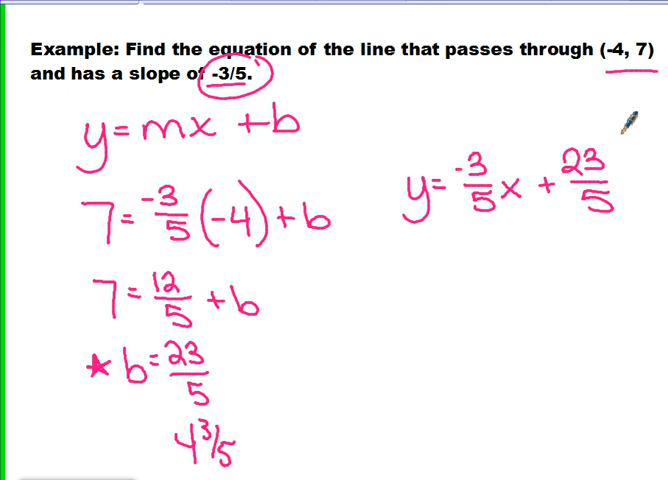 Example: Find the equation of the line that passes through (-4, 7)
and has a slope of -3/5.
y = mx + b
7 = -3/5 (-4) + b
7 = 12/5 + b
* b = 23/5
4 3/5
y = -3/5 x + 23/5